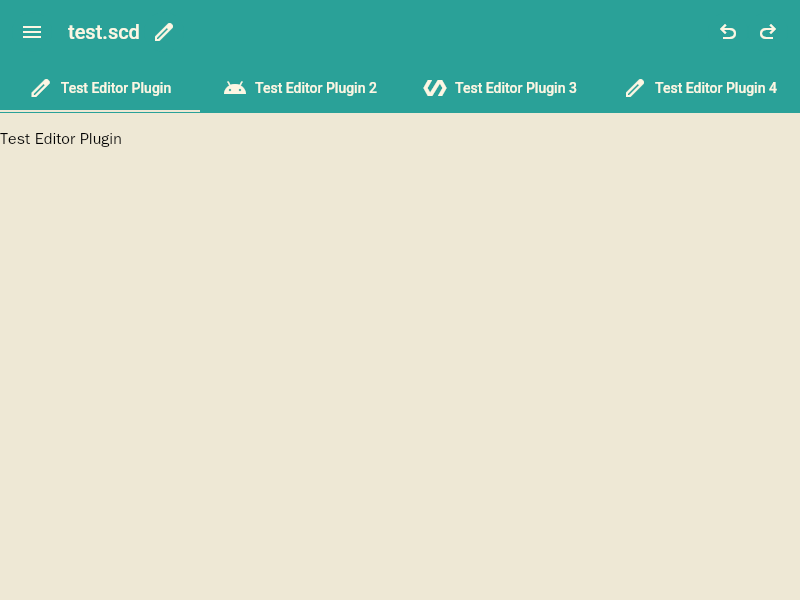 test.scd
Test Editor Plugin
Test Editor Plugin 2
Test Editor Plugin 3
Test Editor Plugin 4
Test Editor Plugin